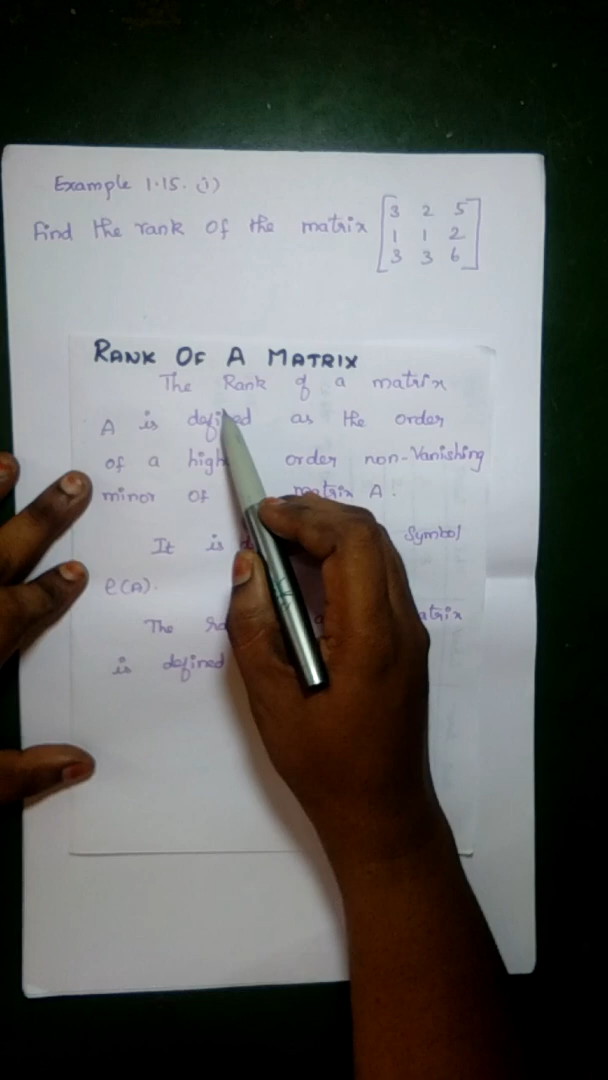 Example 1.15. (i)
Find the rank of the matrix [3 2 5
1 1 2
3 3 6]
RANK OF A MATRIX
The Rank of a matrix
A is defined as the order
of a high order non-Vanishing
minor of matrix A.
It is Symbol
ρ(A).
The
is defined